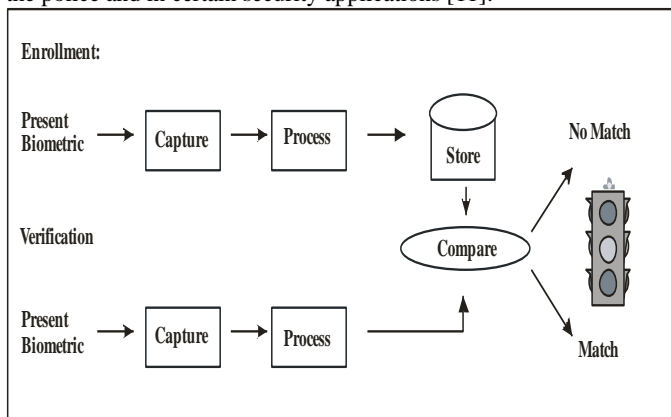 the police and in certain security applications [11].
Enrollment:
Present
Biometric
Capture
Process
Store
No Match
Verification
Compare
Present
Biometric
Capture
Process
Match